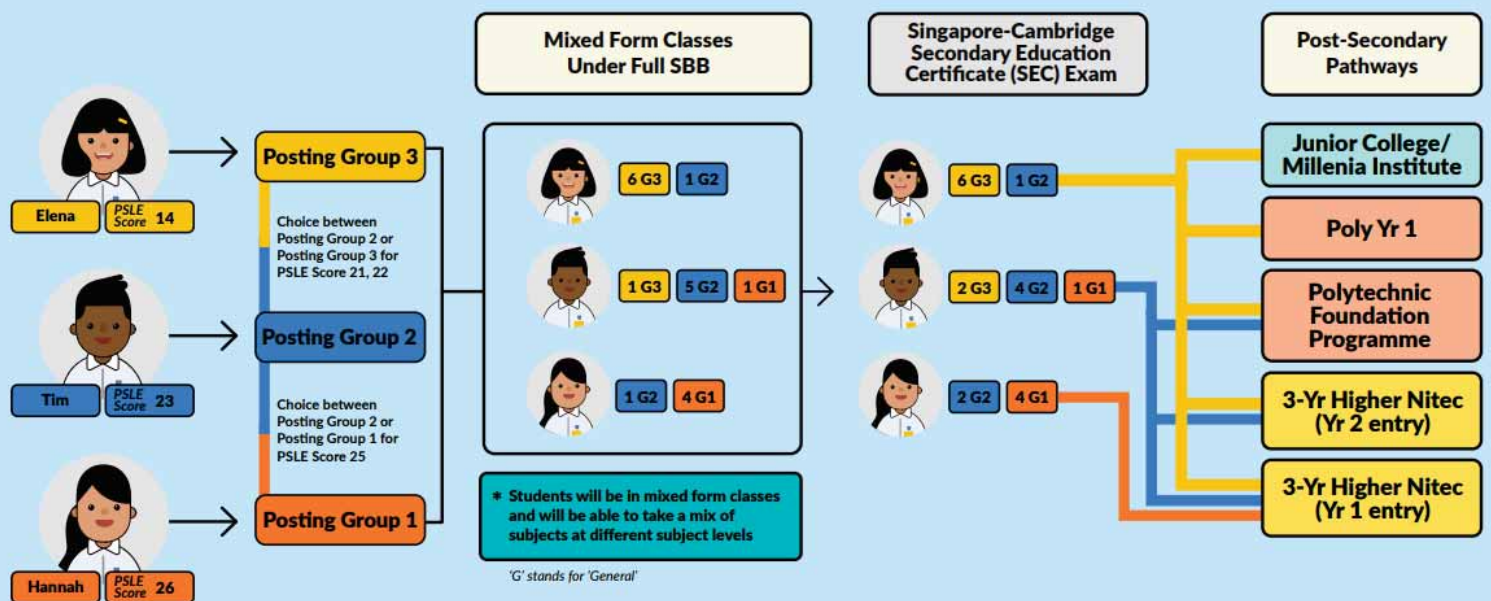 Mixed Form Classes
Under Full SBB
Singapore-Cambridge
Secondary Education
Certificate (SEC) Exam
Post-Secondary
Pathways
Elena
PSLE
Score 14
Posting Group 3
Choice between
Posting Group 2 or
Posting Group 3 for
PSLE Score 21, 22
Tim
PSLE
Score 23
Posting Group 2
Choice between
Posting Group 2 or
Posting Group 1 for
PSLE Score 25
Hannah
PSLE
Score 26
Posting Group 1
6 G3 1 G2
1 G3 5 G2 1 G1
1 G2 4 G1
* Students will be in mixed form classes
and will be able to take a mix of
subjects at different subject levels
'G' stands for 'General'
6 G3 1 G2
2 G3 4 G2 1 G1
2 G2 4 G1
Junior College/
Millenia Institute
Poly Yr 1
Polytechnic
Foundation
Programme
3-Yr Higher Nitec
(Yr 2 entry)
3-Yr Higher Nitec
(Yr 1 entry)